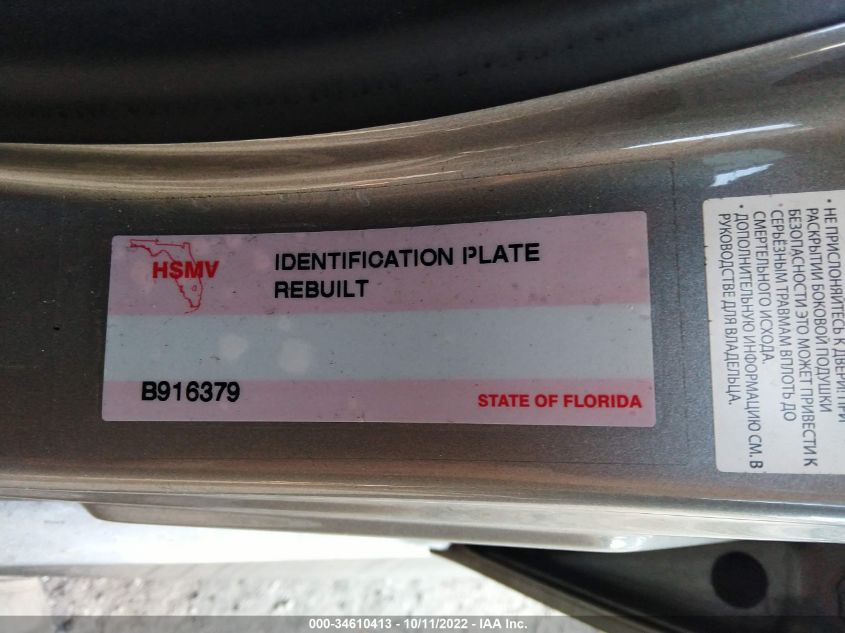 HSMV
IDENTIFICATION PLATE
REBUILT
B916379
STATE OF FLORIDA
• НЕ ПРИСЛОНЯЙТЕСЬ К ДВЕРИ! ПРИ
РАСКРЫТИИ БОКОВОЙ ПОДУШКИ
БЕЗОПАСНОСТИ ЭТО МОЖЕТ ПРИВЕСТИ К
СЕРЬЁЗНЫМ ТРАВМАМ ВПЛОТЬ ДО
СМЕРТЕЛЬНОГО ИСХОДА.
• ДОПОЛНИТЕЛЬНУЮ ИНФОРМАЦИЮ СМ. В
РУКОВОДСТВЕ ДЛЯ ВЛАДЕЛЬЦА.
000-34610413 - 10/11/2022 - IAA Inc.